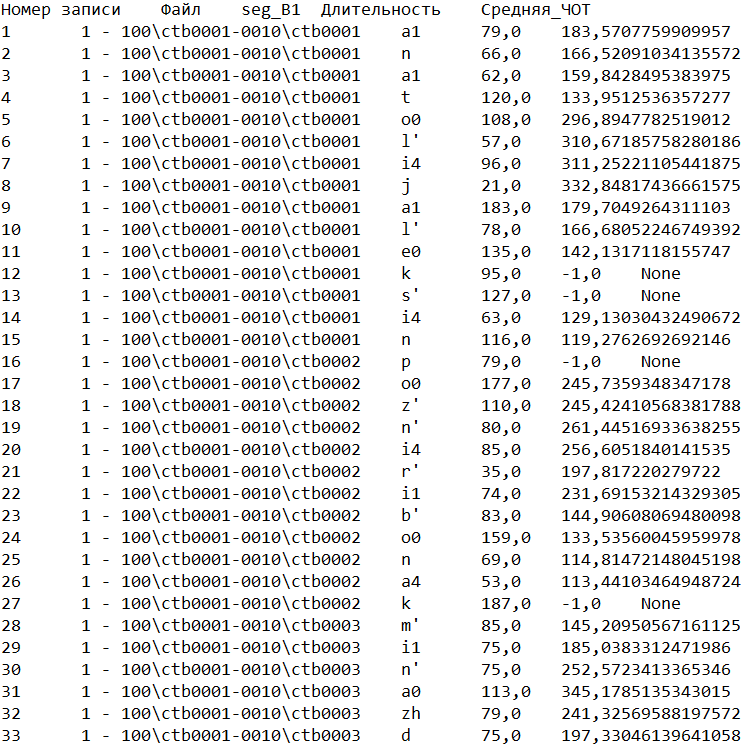 Номер записи Файл seg_B1 Длительность Средняя_ЧОТ
1 1 - 100\ctb0001-0010\ctb0001 a1 79,0 183,5707759909957
2 1 - 100\ctb0001-0010\ctb0001 n 66,0 166,52091034135572
3 1 - 100\ctb0001-0010\ctb0001 a1 62,0 159,8428495383975
4 1 - 100\ctb0001-0010\ctb0001 t 120,0 133,9512536357277
5 1 - 100\ctb0001-0010\ctb0001 o0 108,0 296,8947782519012
6 1 - 100\ctb0001-0010\ctb0001 l' 57,0 310,67185758280186
7 1 - 100\ctb0001-0010\ctb0001 i4 96,0 311,25221105441875
8 1 - 100\ctb0001-0010\ctb0001 j 21,0 332,84817436661575
9 1 - 100\ctb0001-0010\ctb0001 a1 183,0 179,7049264311103
10 1 - 100\ctb0001-0010\ctb0001 l' 78,0 166,68052246749392
11 1 - 100\ctb0001-0010\ctb0001 e0 135,0 142,1317118155747
12 1 - 100\ctb0001-0010\ctb0001 k 95,0 -1,0 None
13 1 - 100\ctb0001-0010\ctb0001 s' 127,0 -1,0 None
14 1 - 100\ctb0001-0010\ctb0001 i4 63,0 129,13030432490672
15 1 - 100\ctb0001-0010\ctb0001 n 116,0 119,2762692692146
16 1 - 100\ctb0001-0010\ctb0002 p 79,0 -1,0 None
17 1 - 100\ctb0001-0010\ctb0002 o0 177,0 245,7359348347178
18 1 - 100\ctb0001-0010\ctb0002 z' 110,0 245,42410568381788
19 1 - 100\ctb0001-0010\ctb0002 n' 80,0 261,44516933638255
20 1 - 100\ctb0001-0010\ctb0002 i4 85,0 256,6051840141535
21 1 - 100\ctb0001-0010\ctb0002 r' 35,0 197,817220279722
22 1 - 100\ctb0001-0010\ctb0002 i1 74,0 231,69153214329305
23 1 - 100\ctb0001-0010\ctb0002 b' 83,0 144,90608069480098
24 1 - 100\ctb0001-0010\ctb0002 o0 159,0 133,53560045959978
25 1 - 100\ctb0001-0010\ctb0002 n 69,0 114,81472148045198
26 1 - 100\ctb0001-0010\ctb0002 a4 53,0 113,44103464948724
27 1 - 100\ctb0001-0010\ctb0002 k 187,0 -1,0 None
28 1 - 100\ctb0001-0010\ctb0003 m' 85,0 145,20950567161125
29 1 - 100\ctb0001-0010\ctb0003 i1 75,0 185,0383312471986
30 1 - 100\ctb0001-0010\ctb0003 n' 75,0 252,5723413365346
31 1 - 100\ctb0001-0010\ctb0003 a0 113,0 345,1785135343015
32 1 - 100\ctb0001-0010\ctb0003 zh 79,0 241,32569588197572
33 1 - 100\ctb0001-0010\ctb0003 d 75,0 197,33046139641058